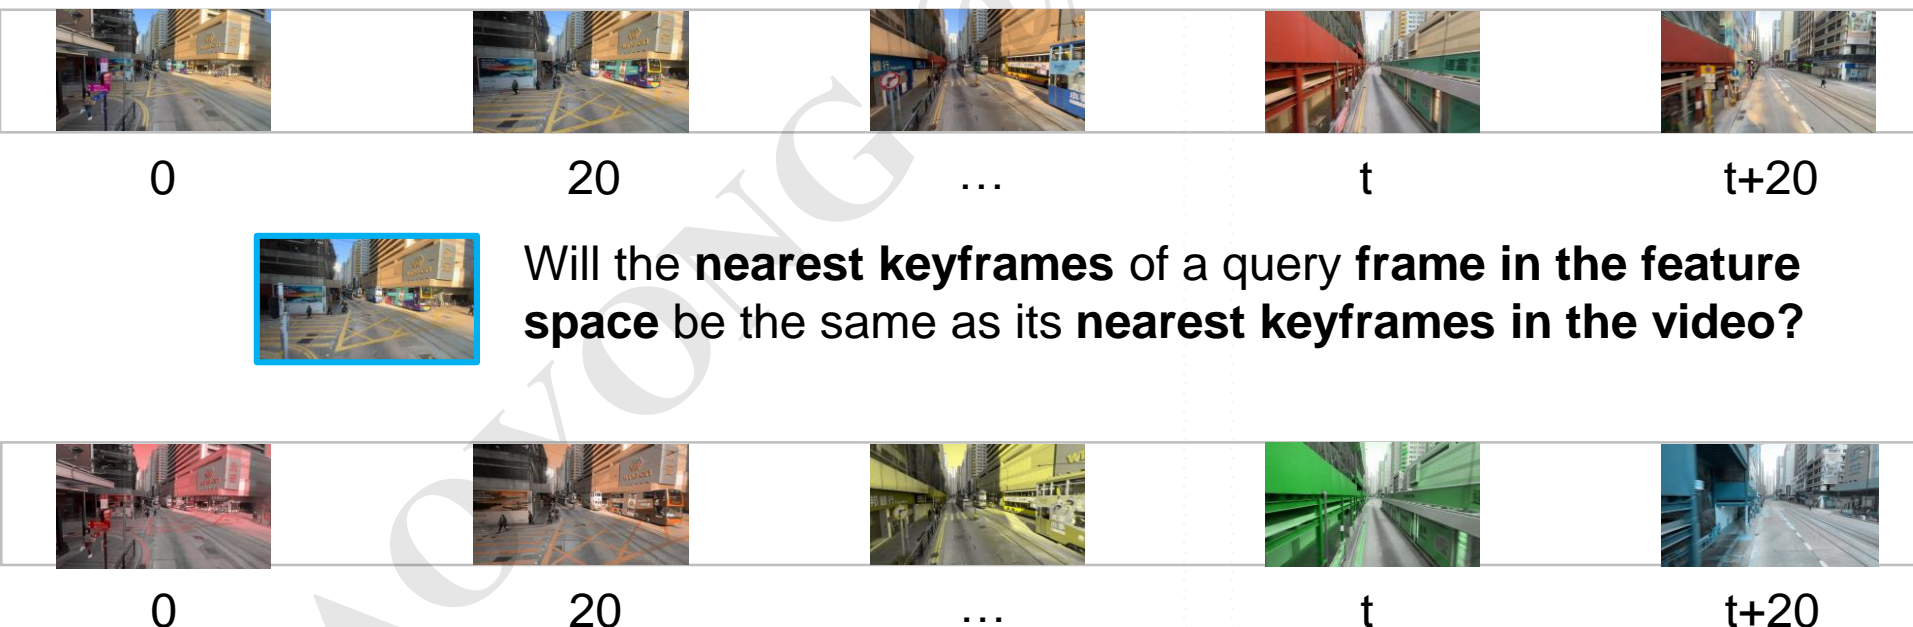 0 20 … t t+20
Will the nearest keyframes of a query frame in the feature
space be the same as its nearest keyframes in the video?
0 20 … t t+20
AOYONG